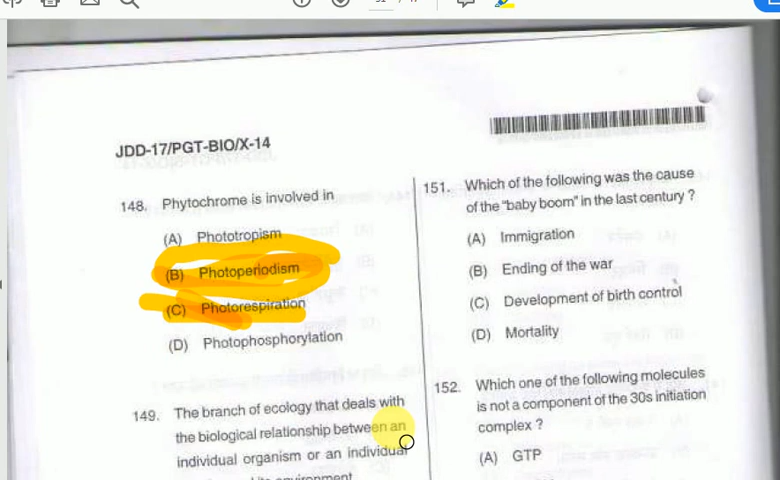 JDD-17/PGT-BIO/X-14
148. Phytochrome is involved in
(A) Phototropism
(B) Photoperiodism
(C) Photorespiration
(D) Photophosphorylation
149. The branch of ecology that deals with
the biological relationship between an
individual organism or an individual
151. Which of the following was the cause
of the "baby boom" in the last century ?
(A) Immigration
(B) Ending of the war
(C) Development of birth control
(D) Mortality
152. Which one of the following molecules
is not a component of the 30s initiation
complex ?
(A) GTP